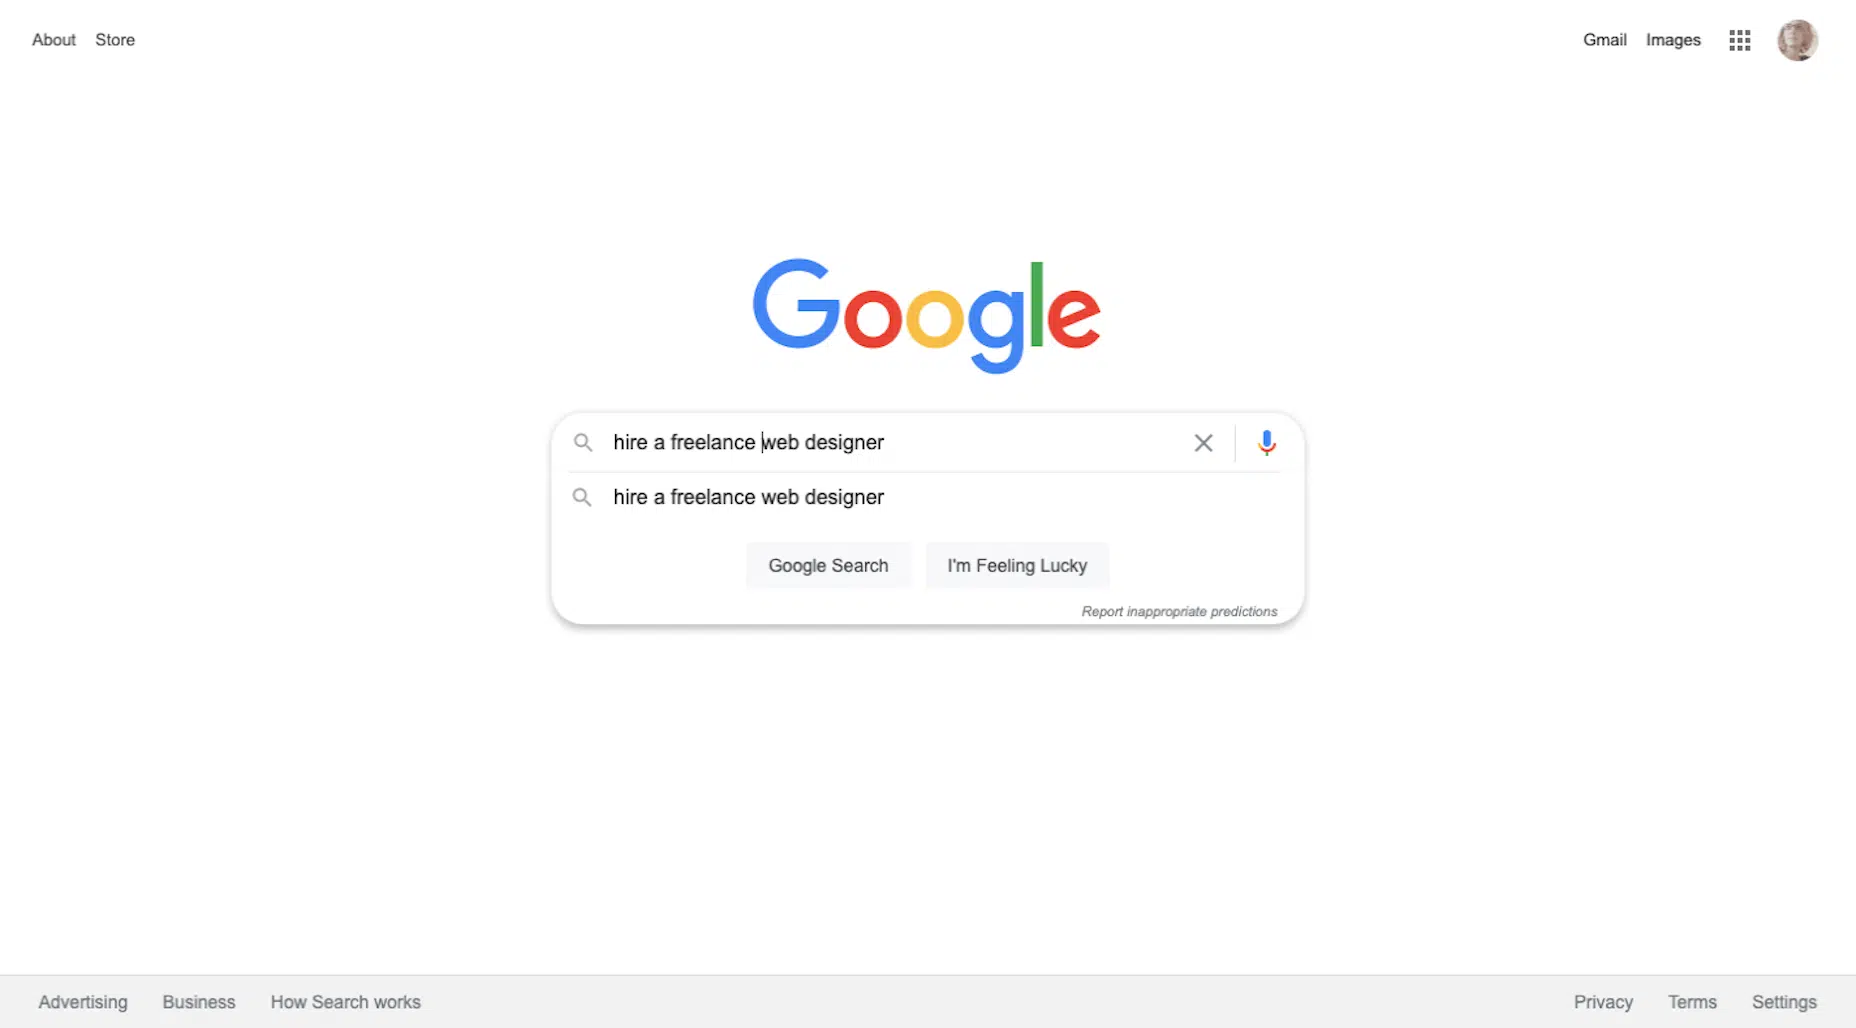 About Store
Gmail Images
Google
hire a freelance web designer
hire a freelance web designer
Google Search I'm Feeling Lucky
Report inappropriate predictions
Advertising Business How Search works
Privacy Terms Settings